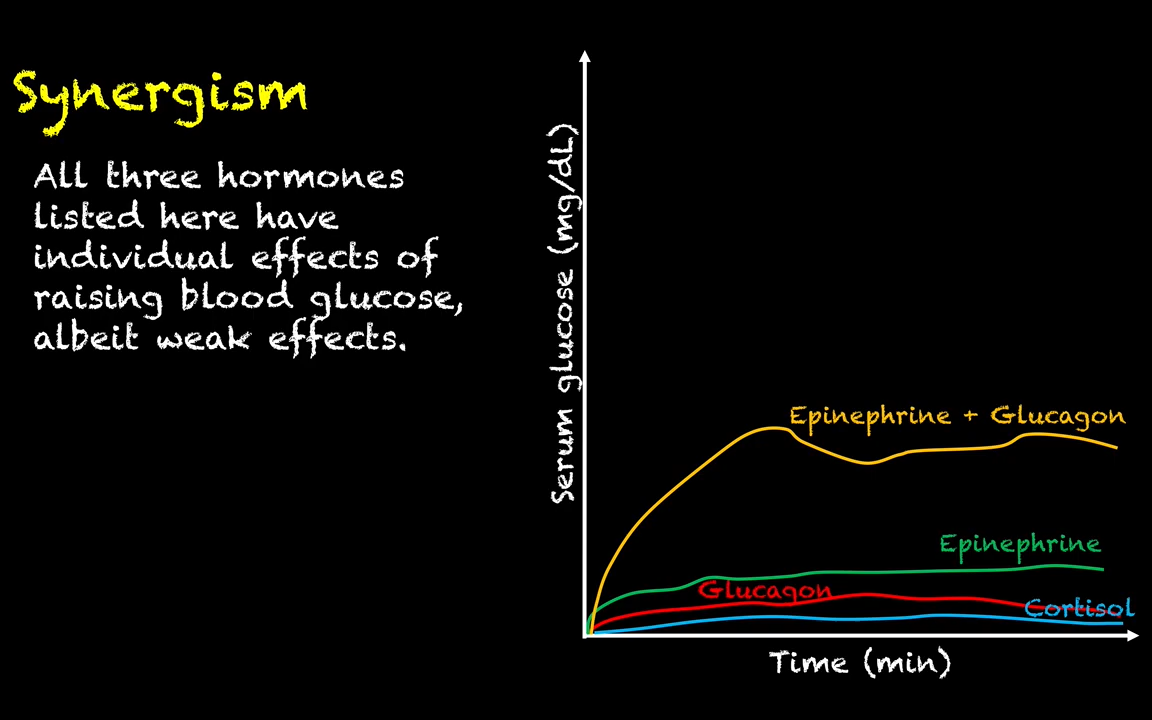 Synergism
All three hormones
listed here have
individual effects of
raising blood glucose,
albeit weak effects.
Serum glucose (mg/dL)
Epinephrine + Glucagon
Epinephrine
Glucagon
Cortisol
Time (min)